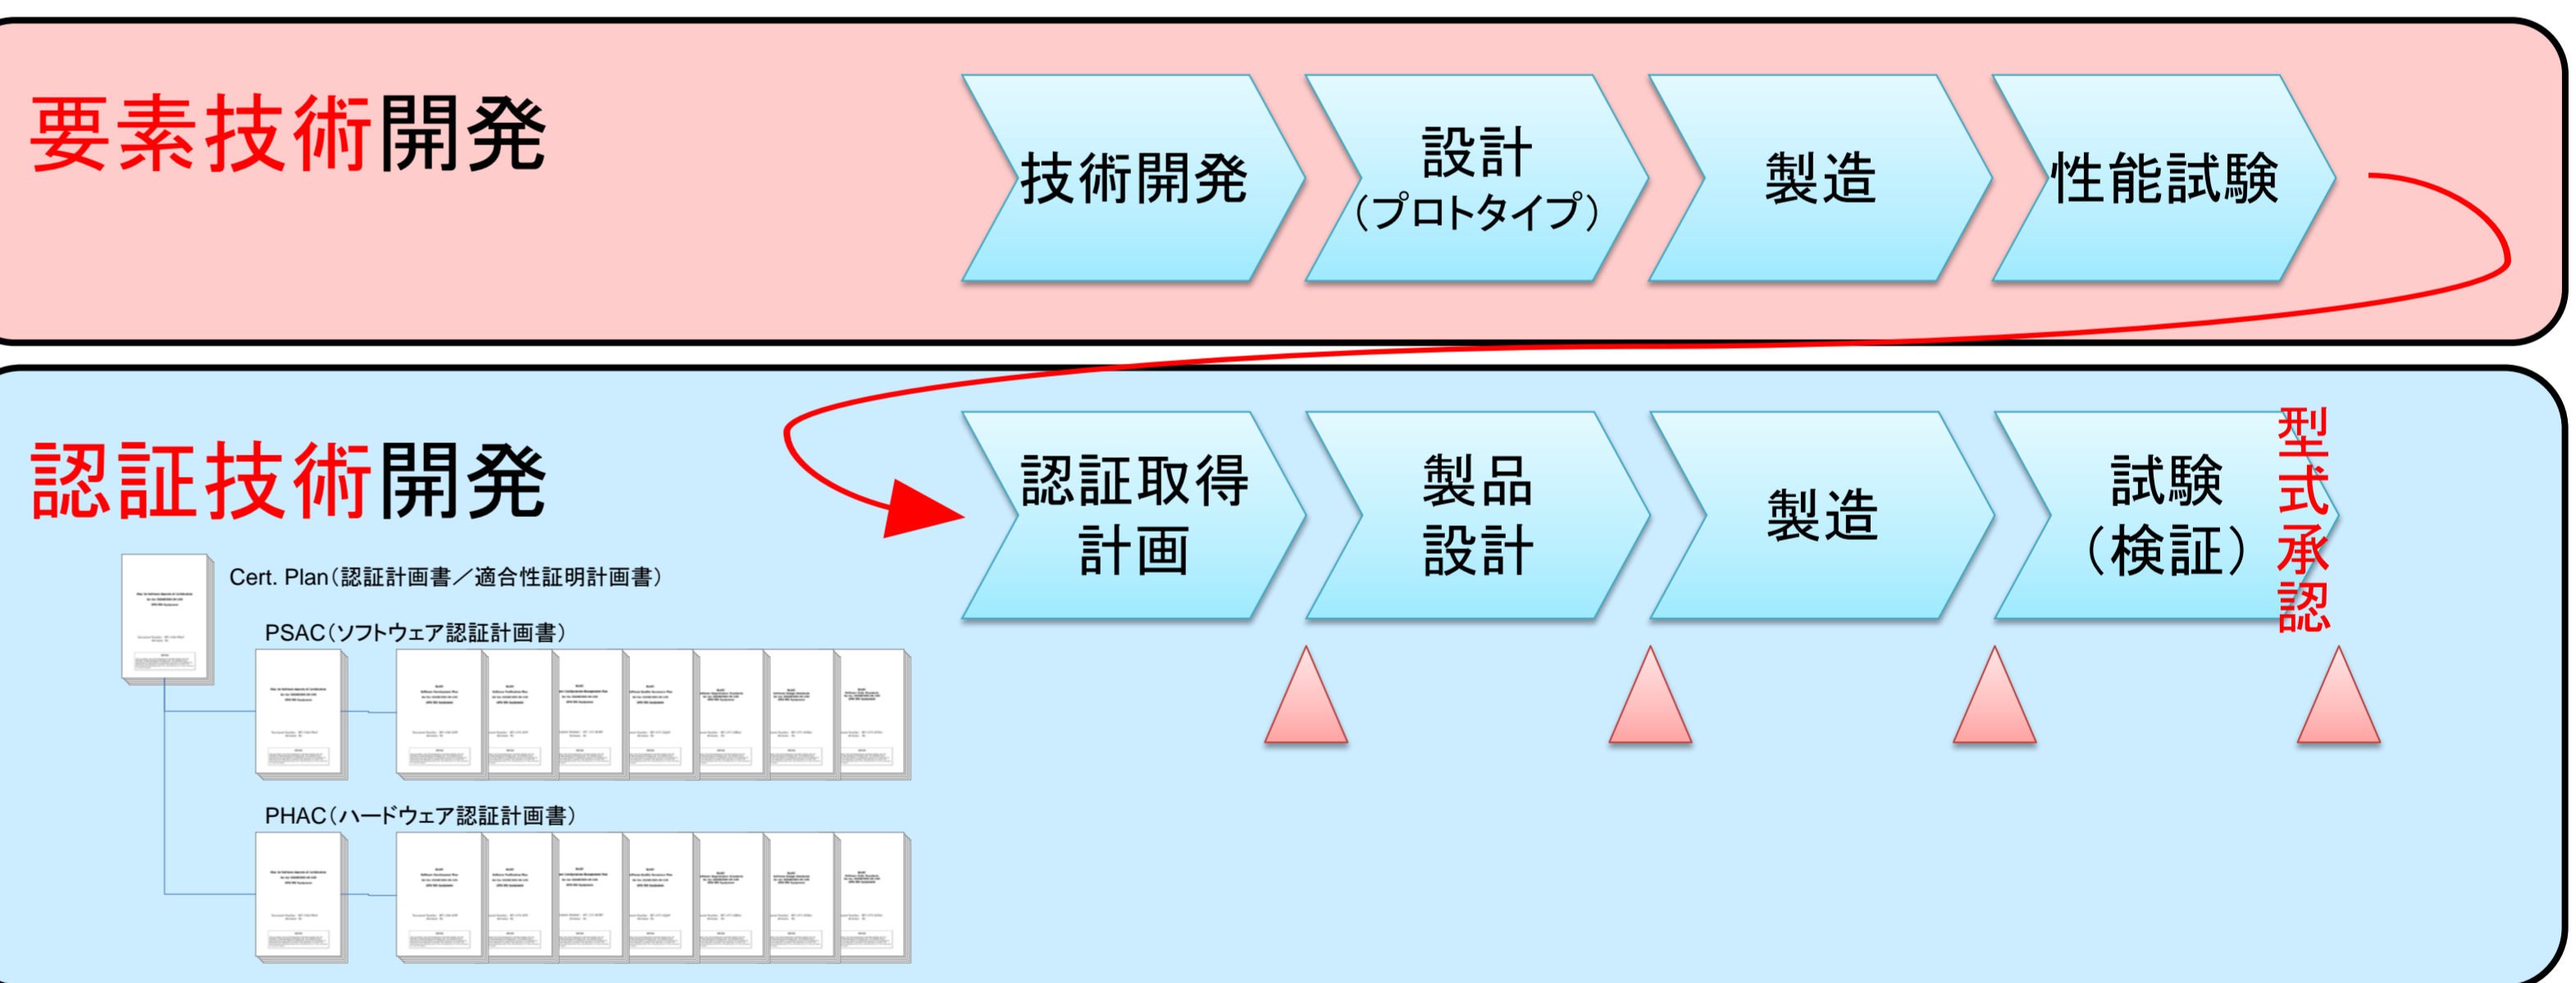 要素技術開発
技術開発
設計
（プロトタイプ）
製造
性能試験
認証技術開発
認証取得
計画
製品
設計
製造
試験
（検証）
型式承認
Cert. Plan（認証計画書／適合性証明計画書）
PSAC（ソフトウェア認証計画書）
PHAC（ハードウェア認証計画書）